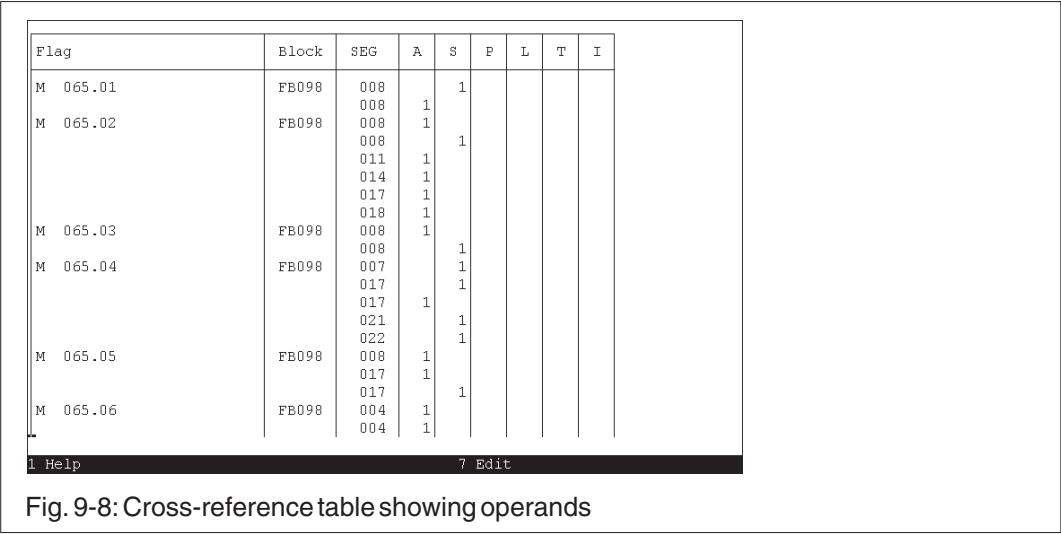 Flag Block SEG A S P L T I
M 065.01 FB098 008 1
008 1
M 065.02 FB098 008 1
008 1
011 1
014 1
017 1
018 1
M 065.03 FB098 008 1
008 1
M 065.04 FB098 007 1
017 1
017 1
021 1
022 1
M 065.05 FB098 008 1
017 1
017 1
M 065.06 FB098 004 1
004 1
1 Help 7 Edit
Fig. 9-8: Cross-reference table showing operands